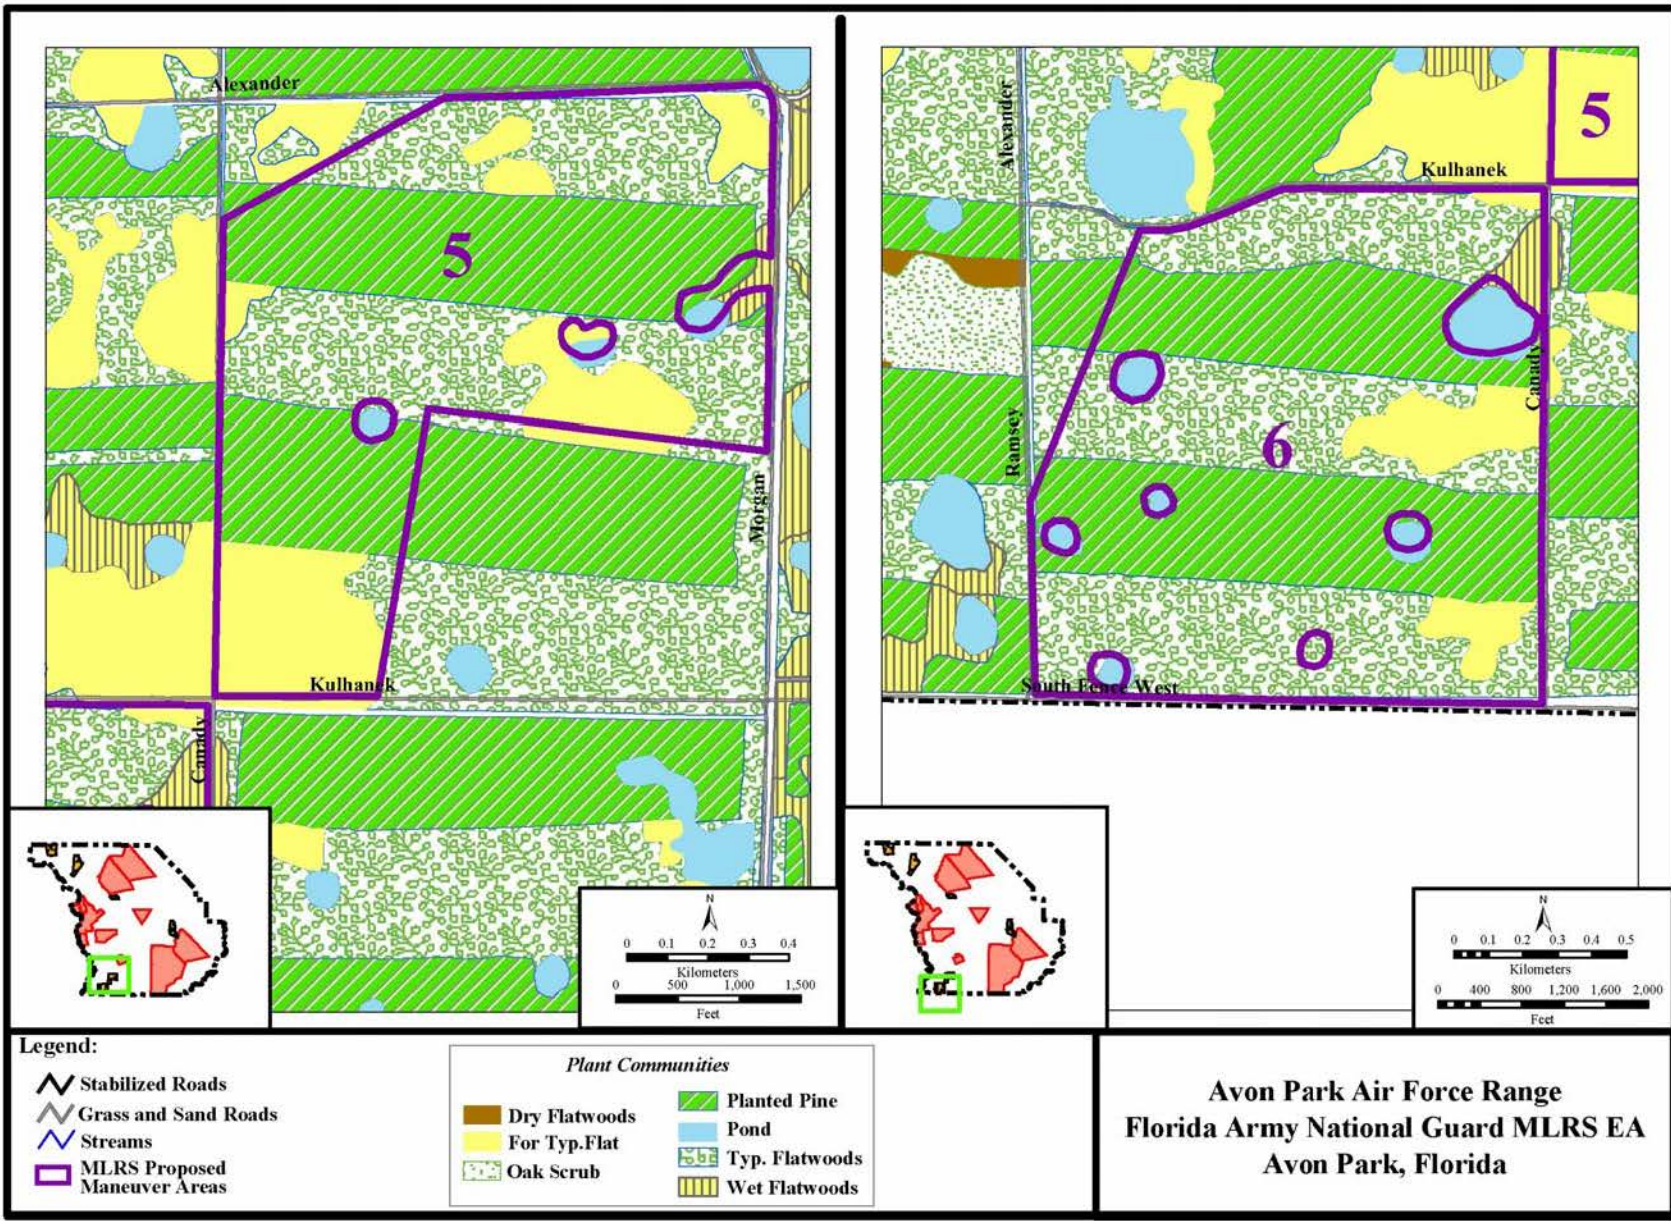 Alexander
5
Morgan
Kulhanek
Canady
N
0 0.1 0.2 0.3 0.4
Kilometers
0 500 1,000 1,500
Feet
Alexander
5
Kulhanek
Canady
Ramsey
6
South Fence West
N
0 0.1 0.2 0.3 0.4 0.5
Kilometers
0 400 800 1,200 1,600 2,000
Feet
Legend:
Stabilized Roads
Grass and Sand Roads
Streams
MLRS Proposed
Maneuver Areas
Plant Communities
Dry Flatwoods
For Typ.Flat
Oak Scrub
Planted Pine
Pond
Typ. Flatwoods
Wet Flatwoods
Avon Park Air Force Range
Florida Army National Guard MLRS EA
Avon Park, Florida